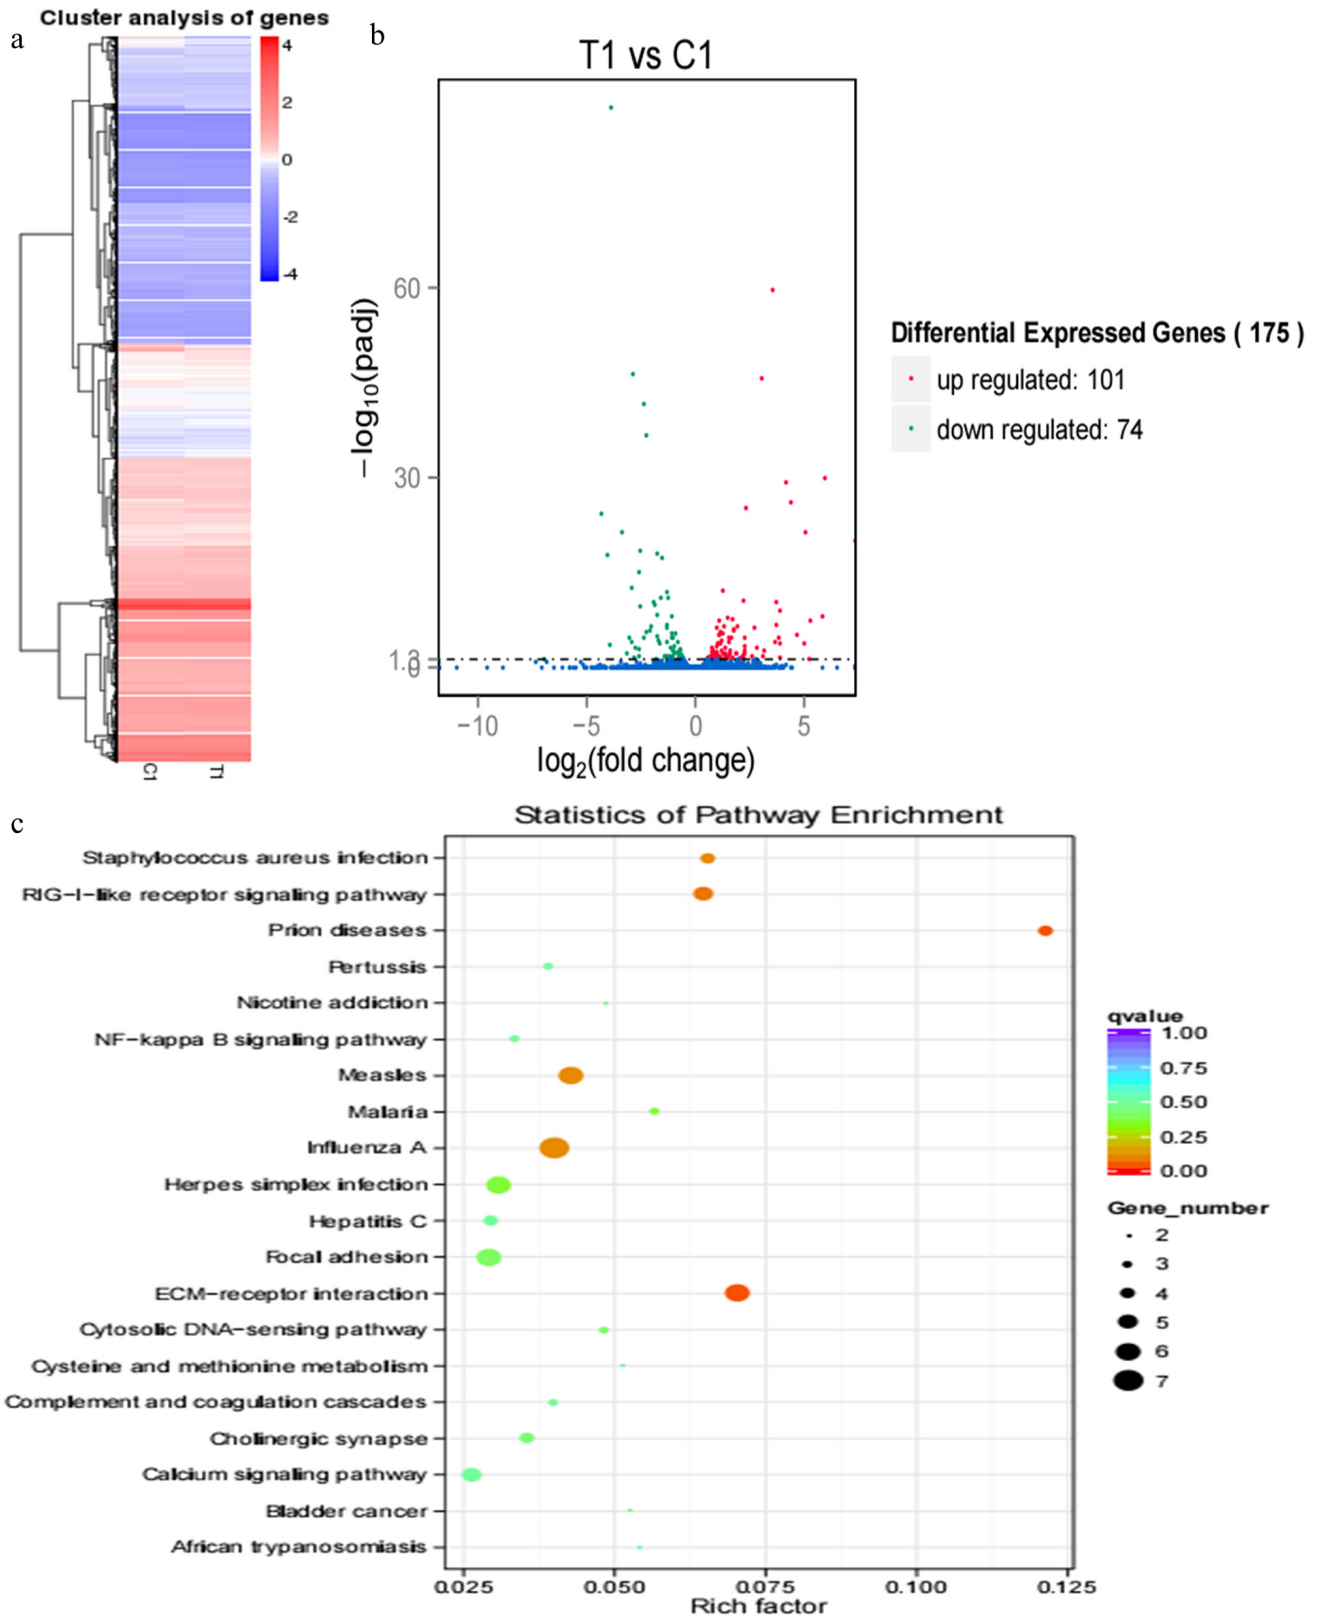 a
Cluster analysis of genes
4
2
0
-2
-4
C1
T1
b
T1 vs C1
−log10(padj)
60
30
1.3
0
−10
−5
0
5
log2(fold change)
Differential Expressed Genes ( 175 )
up regulated: 101
down regulated: 74
c
Statistics of Pathway Enrichment
Staphylococcus aureus infection
RIG−I−like receptor signaling pathway
Prion diseases
Pertussis
Nicotine addiction
NF−kappa B signaling pathway
Measles
Malaria
Influenza A
Herpes simplex infection
Hepatitis C
Focal adhesion
ECM−receptor interaction
Cytosolic DNA−sensing pathway
Cysteine and methionine metabolism
Complement and coagulation cascades
Cholinergic synapse
Calcium signaling pathway
Bladder cancer
African trypanosomiasis
0.025
0.050
0.075
0.100
0.125
Rich factor
qvalue
1.00
0.75
0.50
0.25
0.00
Gene_number
2
3
4
5
6
7